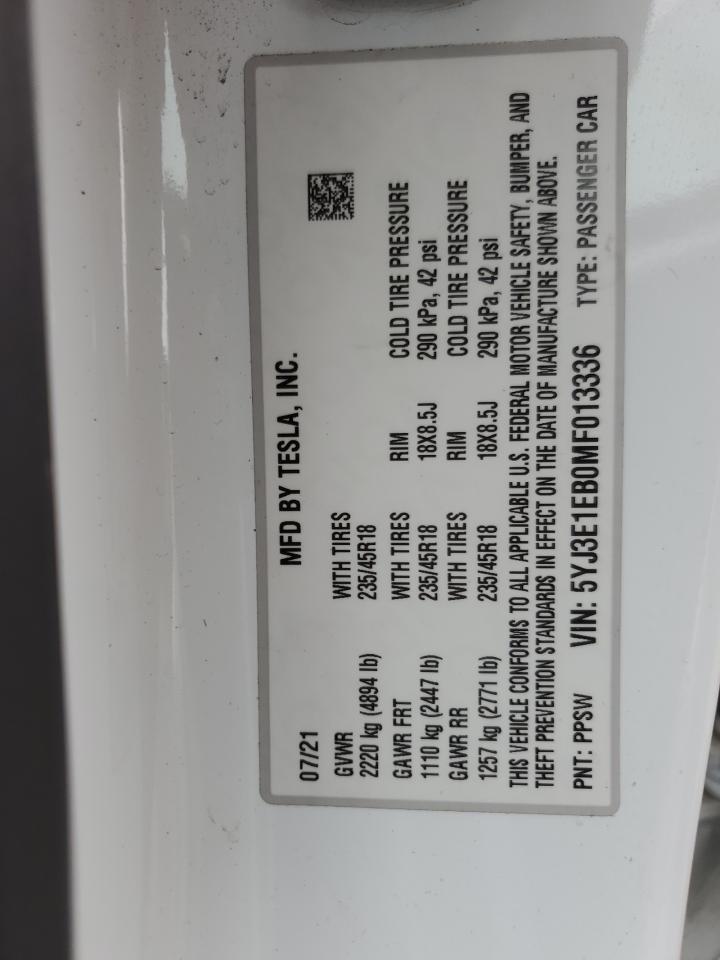 MFD BY TESLA, INC.
07/21
GVWR WITH TIRES
2220 kg (4894 lb) 235/45R18
GAWR FRT WITH TIRES RIM COLD TIRE PRESSURE
1110 kg (2447 lb) 235/45R18 18X8.5J 290 kPa, 42 psi
GAWR RR WITH TIRES RIM COLD TIRE PRESSURE
1257 kg (2771 lb) 235/45R18 18X8.5J 290 kPa, 42 psi
THIS VEHICLE CONFORMS TO ALL APPLICABLE U.S. FEDERAL MOTOR VEHICLE SAFETY, BUMPER, AND
THEFT PREVENTION STANDARDS IN EFFECT ON THE DATE OF MANUFACTURE SHOWN ABOVE.
PNT: PPSW VIN: 5YJ3E1EB0MF013336 TYPE: PASSENGER CAR